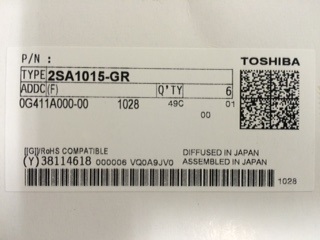 P/N :
TOSHIBA
TYPE 2SA1015-GR
ADDC (F) Q'TY 6
0G411A000-00 1028 49C 01
00
[[G]]/RoHS COMPATIBLE DIFFUSED IN JAPAN
(Y)38114618 000006 VQ0A9JV0 ASSEMBLED IN JAPAN
1028